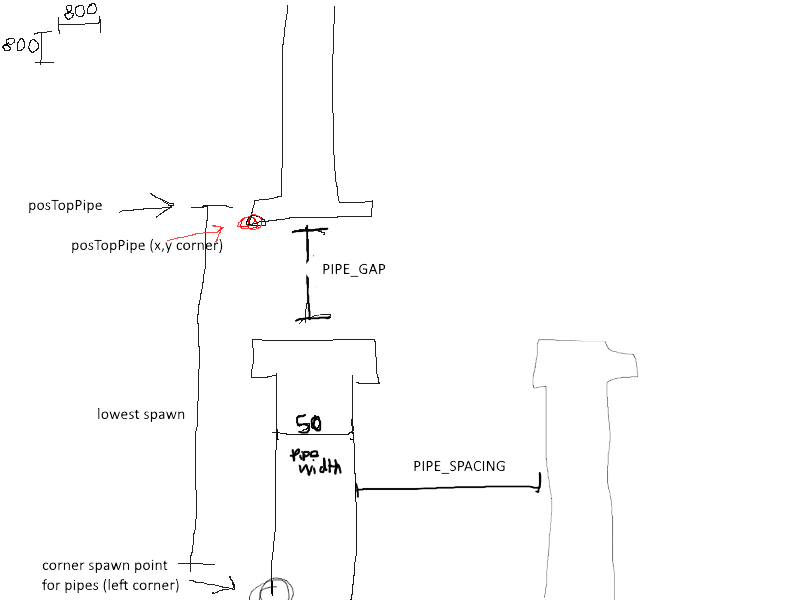 800
800
posTopPipe
posTopPipe (x,y corner)
PIPE_GAP
lowest spawn
50
pipe
width
PIPE_SPACING
corner spawn point
for pipes (left corner)